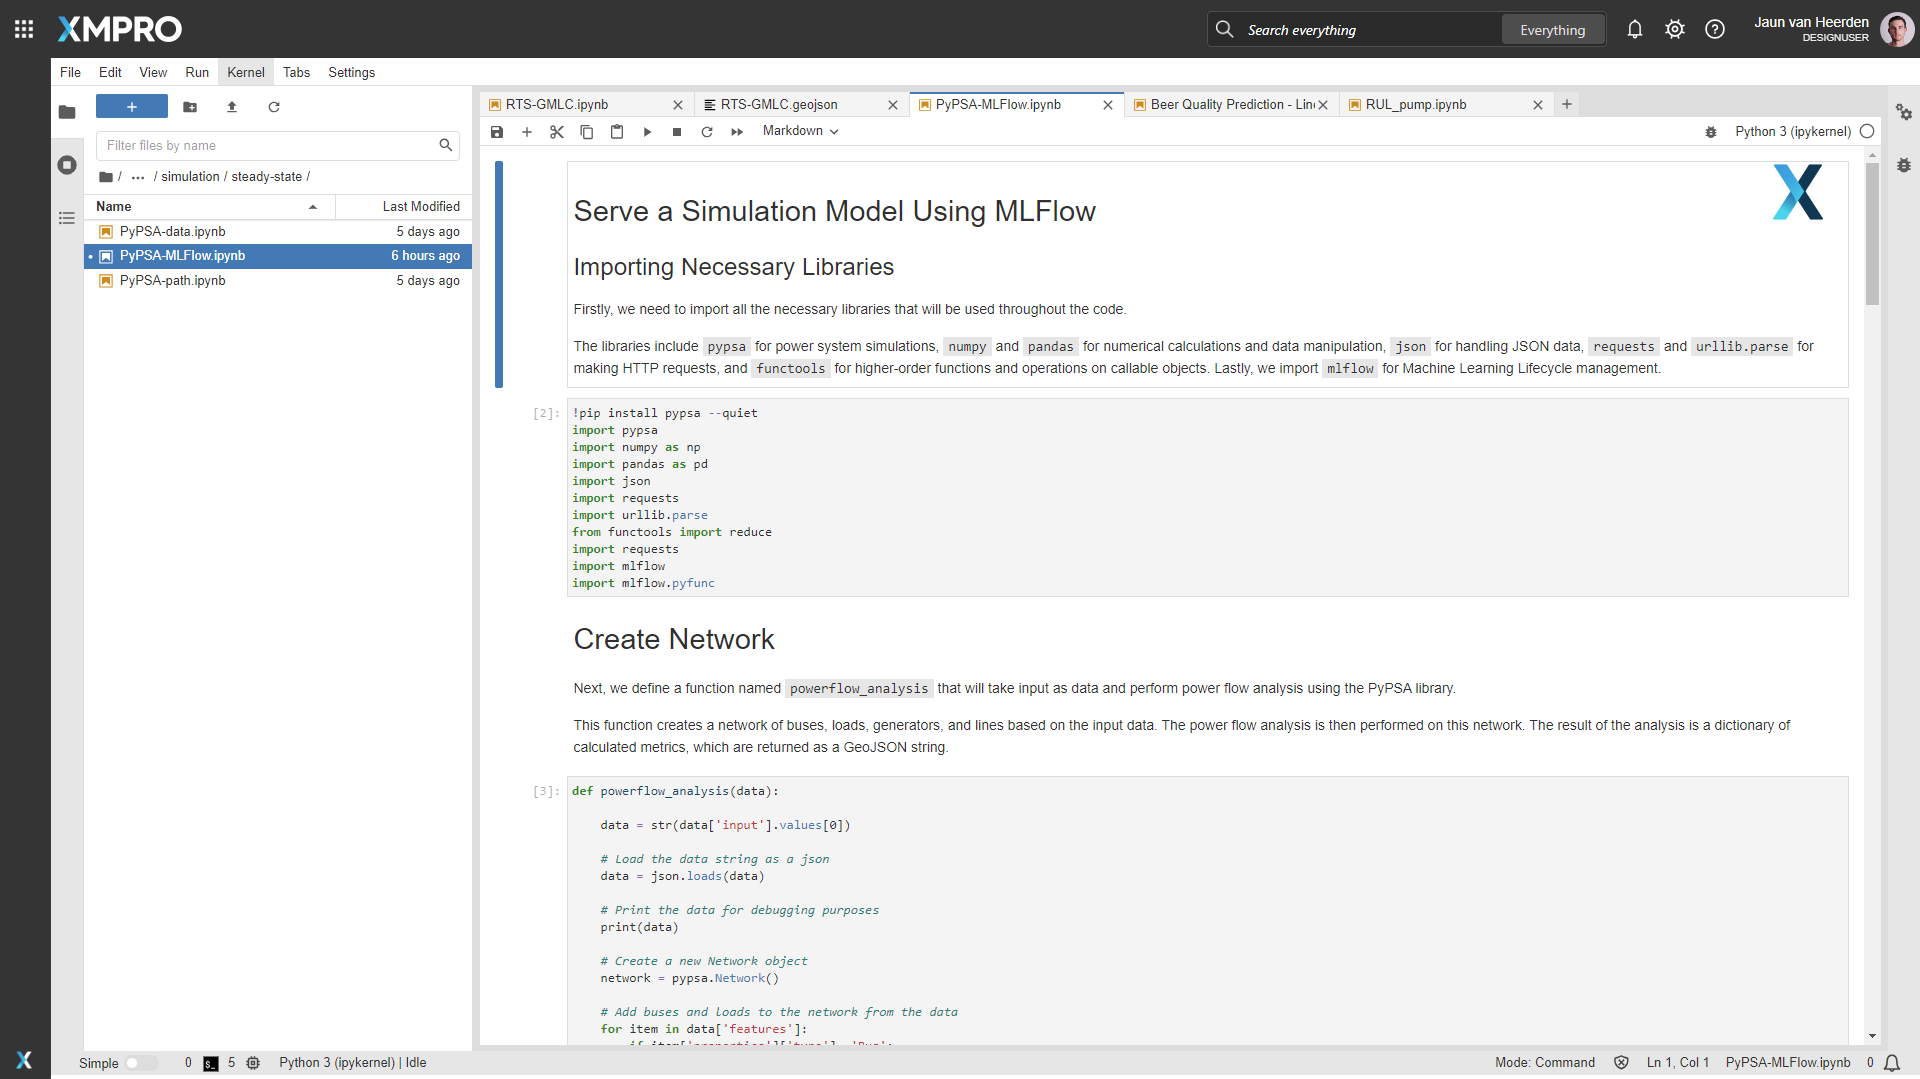 XMPRO
Search everything
Everything
Jaun van Heerden
DESIGNUSER
File
Edit
View
Run
Kernel
Tabs
Settings
+
Filter files by name
/ ... / simulation / steady-state /
Name
Last Modified
PyPSA-data.ipynb
5 days ago
PyPSA-MLFlow.ipynb
6 hours ago
PyPSA-path.ipynb
5 days ago
RTS-GMLC.ipynb
RTS-GMLC.geojson
PyPSA-MLFlow.ipynb
Beer Quality Prediction - Line
RUL_pump.ipynb
Markdown
Python 3 (ipykernel)
Serve a Simulation Model Using MLFlow
Importing Necessary Libraries
Firstly, we need to import all the necessary libraries that will be used throughout the code.
The libraries include pypsa for power system simulations, numpy and pandas for numerical calculations and data manipulation, json for handling JSON data, requests and urllib.parse for
making HTTP requests, and functools for higher-order functions and operations on callable objects. Lastly, we import mlflow for Machine Learning Lifecycle management.
[2]:
!pip install pypsa --quiet
import pypsa
import numpy as np
import pandas as pd
import json
import requests
import urllib.parse
from functools import reduce
import requests
import mlflow
import mlflow.pyfunc
Create Network
Next, we define a function named powerflow_analysis that will take input as data and perform power flow analysis using the PyPSA library.
This function creates a network of buses, loads, generators, and lines based on the input data. The power flow analysis is then performed on this network. The result of the analysis is a dictionary of
calculated metrics, which are returned as a GeoJSON string.
[3]:
def powerflow_analysis(data):
data = str(data['input'].values[0])
# Load the data string as a json
data = json.loads(data)
# Print the data for debugging purposes
print(data)
# Create a new Network object
network = pypsa.Network()
# Add buses and loads to the network from the data
for item in data['features']:
Simple
0
5
Python 3 (ipykernel) | Idle
Mode: Command
Ln 1, Col 1
PyPSA-MLFlow.ipynb
0